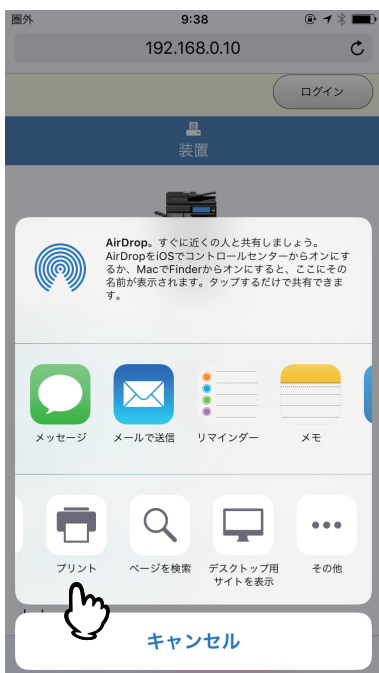 圏外 9:38
192.168.0.10
ログイン
装置
AirDrop。すぐに近くの人と共有しましょう。
AirDropをiOSでコントロールセンターからオンにす
るか、MacでFinderからオンにすると、ここにその
名前が表示されます。タップするだけで共有できま
す。
メッセージ メールで送信 リマインダー メモ
プリント ページを検索 デスクトップ用 その他
サイトを表示
キャンセル